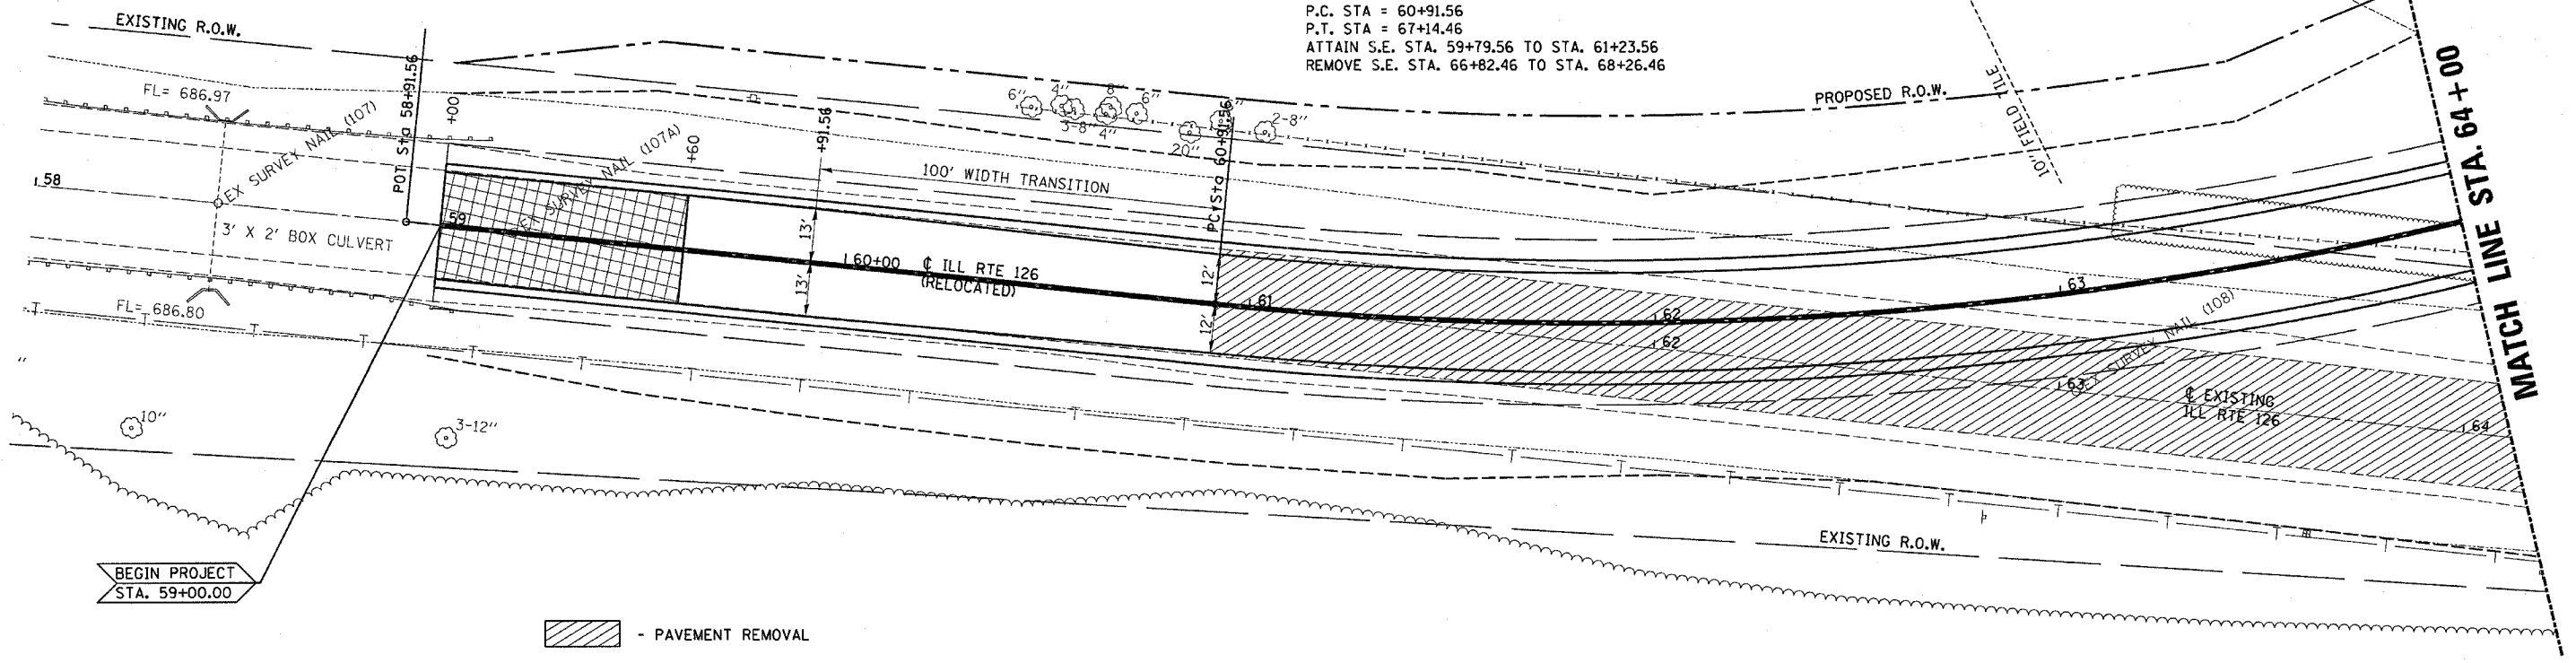 P.C. STA = 60+91.56
P.T. STA = 67+14.46
ATTAIN S.E. STA. 59+79.56 TO STA. 61+23.56
REMOVE S.E. STA. 66+82.46 TO STA. 68+26.46
EXISTING R.O.W.
FL= 686.97
EX SURVEY NAIL (107)
POT Sta 58+91.56
+00
EX SURVEY NAIL (107A)
+60
+91.56
100' WIDTH TRANSITION
6"
4"
8"
6"
3-8"
4"
20"
2-8"
PC Sta 60+91.56
PROPOSED R.O.W.
10" FIELD TILE
MATCH LINE STA. 64+00
58
3' X 2' BOX CULVERT
59
13'
13'
60+00
℄ ILL RTE 126
(RELOCATED)
12'
12'
61
62
62
63
63
EX SURVEY NAIL (108)
℄ EXISTING
ILL RTE 126
64
FL= 686.80
"
10"
3-12"
EXISTING R.O.W.
BEGIN PROJECT
STA. 59+00.00
- PAVEMENT REMOVAL